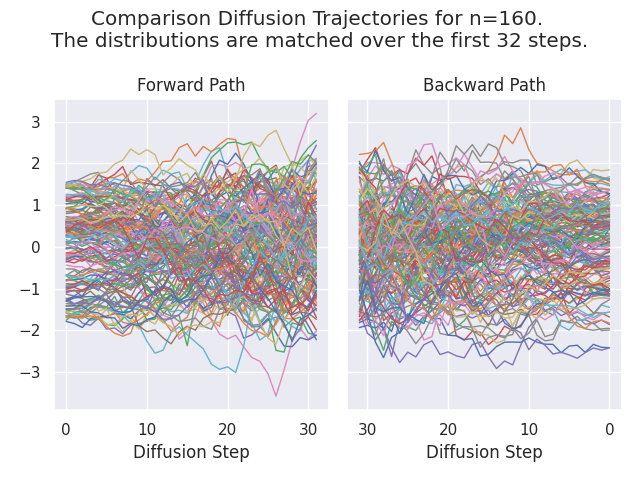 Comparison Diffusion Trajectories for n=160.
The distributions are matched over the first 32 steps.
Forward Path
Backward Path
3
2
1
0
−1
−2
−3
0 10 20 30
30 20 10 0
Diffusion Step
Diffusion Step